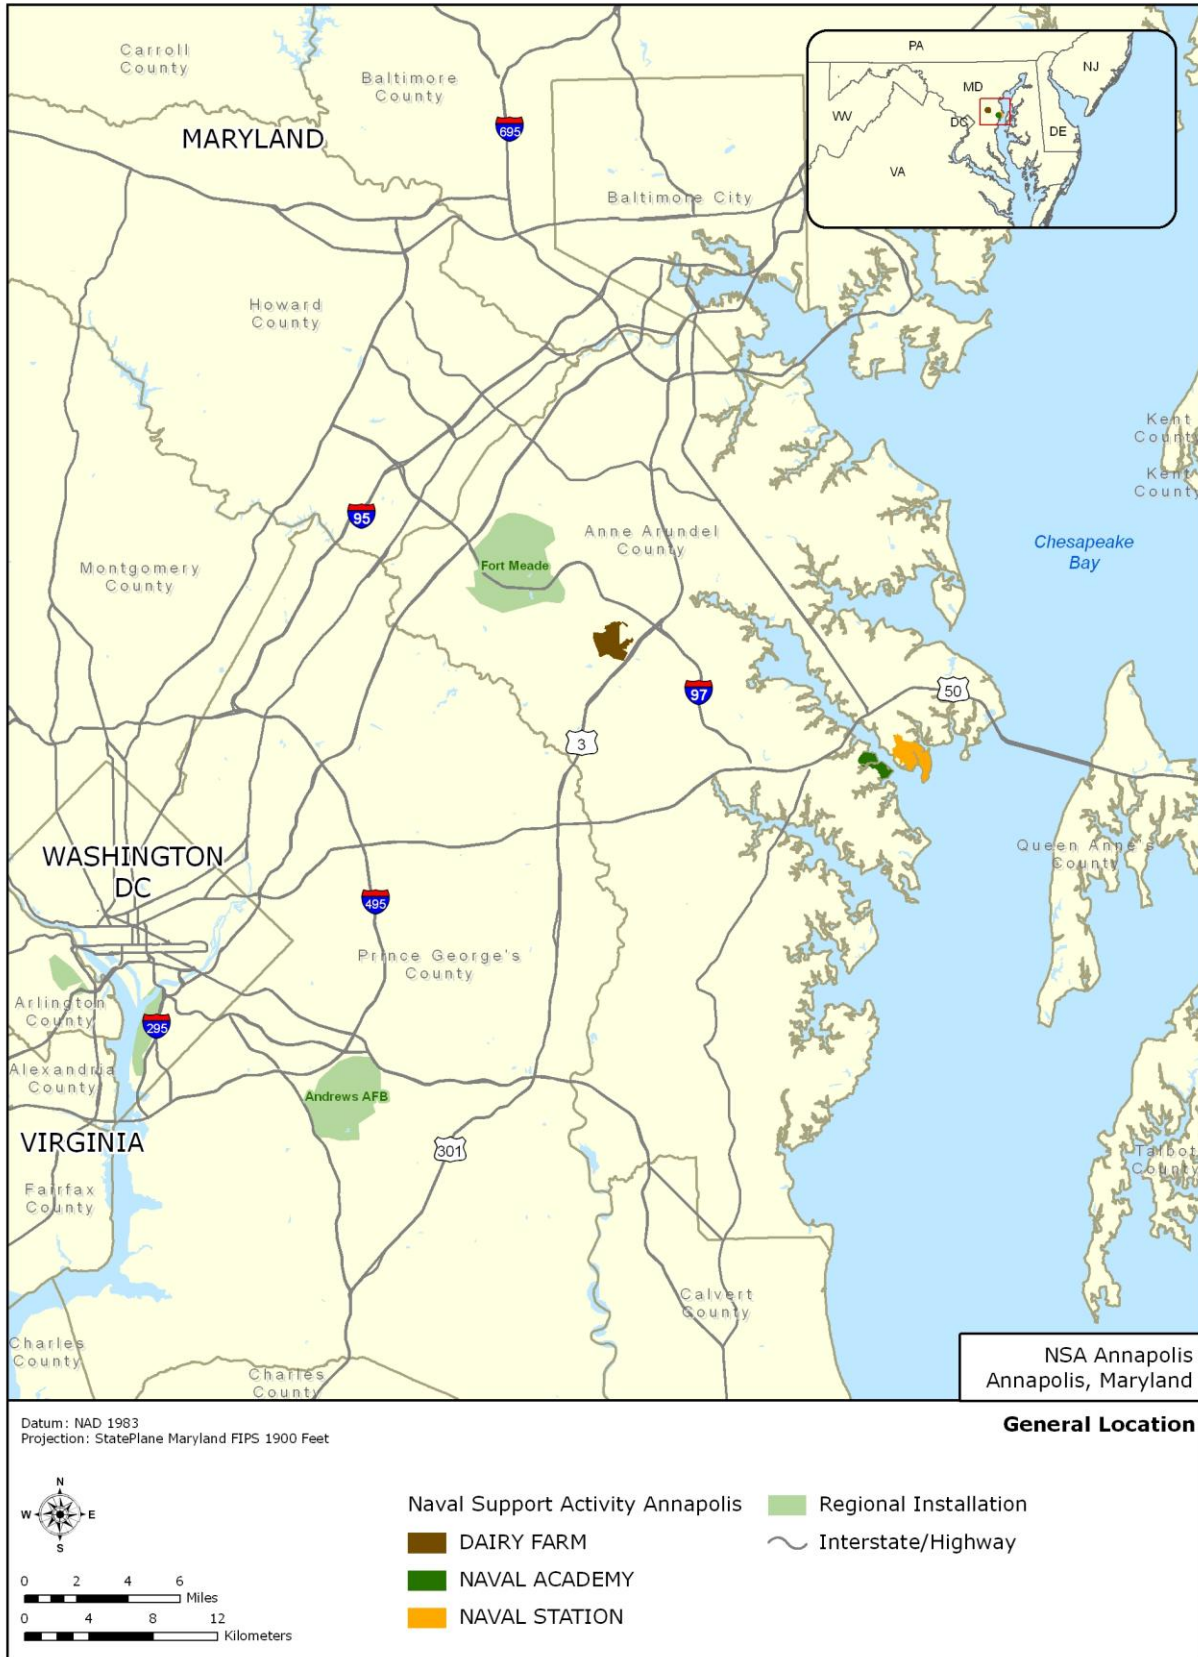 Carroll
County
Baltimore
County
695
MARYLAND
Baltimore City
PA
NJ
MD
WV
DC
DE
VA
Howard
County
Kent
County
Kent
County
95
Anne Arundel
County
Chesapeake
Bay
Fort Meade
Montgomery
County
97
50
3
WASHINGTON
DC
Queen Anne's
County
495
Prince George's
County
Arlington
County
295
Alexandria
County
Andrews AFB
VIRGINIA
301
Talbot
County
Fairfax
County
Calvert
County
Charles
County
Charles
County
NSA Annapolis
Annapolis, Maryland
Datum: NAD 1983
Projection: StatePlane Maryland FIPS 1900 Feet
General Location
N
W E
S
Naval Support Activity Annapolis
DAIRY FARM
NAVAL ACADEMY
NAVAL STATION
Regional Installation
Interstate/Highway
0 2 4 6
Miles
0 4 8 12
Kilometers